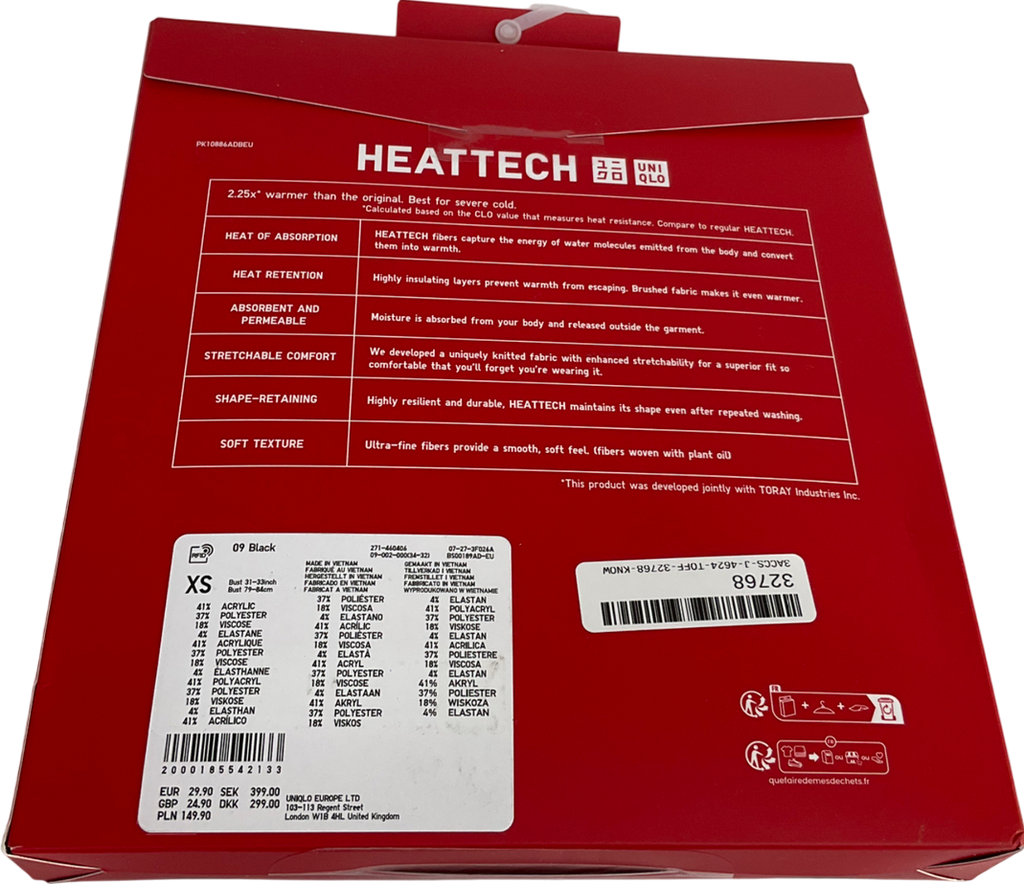 PK10886ADBEU
HEATTECH ユニクロ UNIQLO
2.25x* warmer than the original. Best for severe cold.
*Calculated based on the CLO value that measures heat resistance. Compare to regular HEATTECH.
HEAT OF ABSORPTION
HEATTECH fibers capture the energy of water molecules emitted from the body and convert
them into warmth.
HEAT RETENTION
Highly insulating layers prevent warmth from escaping. Brushed fabric makes it even warmer.
ABSORBENT AND
PERMEABLE
Moisture is absorbed from your body and released outside the garment.
STRETCHABLE COMFORT
We developed a uniquely knitted fabric with enhanced stretchability for a superior fit so
comfortable that you'll forget you're wearing it.
SHAPE-RETAINING
Highly resilient and durable, HEATTECH maintains its shape even after repeated washing.
SOFT TEXTURE
Ultra-fine fibers provide a smooth, soft feel. (fibers woven with plant oil)
*This product was developed jointly with TORAY Industries Inc.
RFID
09 Black
271-460406 07-27-3F026A
09-002-000(34-32) BS00189AD-EU
XS
Bust 31-33inch
Bust 79-84cm
41% ACRYLIC
37% POLYESTER
18% VISCOSE
4% ELASTANE
41% ACRYLIQUE
37% POLYESTER
18% VISCOSE
4% ÉLASTHANNE
41% POLYACRYL
37% POLYESTER
18% VISKOSE
4% ELASTHAN
41% ACRÍLICO
MADE IN VIETNAM
FABRIQUÉ AU VIETNAM
HERGESTELLT IN VIETNAM
FABRICADO EN VIETNAM
FABRICAT A VIETNAM
37% POLIÉSTER
18% VISCOSA
4% ELASTANO
41% ACRÍLIC
37% POLIÈSTER
18% VISCOSA
4% ELASTÀ
41% ACRYL
37% POLYESTER
18% VISCOSE
4% ELASTAAN
41% AKRYL
37% POLYESTER
18% VISKOS
GEMAAKT IN VIETNAM
TILLVERKAD I VIETNAM
FREMSTILLET I VIETNAM
FABBRICATO IN VIETNAM
WYPRODUKOWANO W WIETNAMIE
4% ELASTAN
41% POLYACRYL
37% POLYESTER
18% VISKOSE
4% ELASTAN
41% ACRILICA
37% POLIESTERE
18% VISCOSA
4% ELASTAN
41% AKRYL
37% POLIESTER
18% WISKOZA
4% ELASTAN
2000185542133
EUR 29.90 SEK 399.00
GBP 24.90 DKK 299.00
PLN 149.90
UNIQLO EUROPE LTD
103-113 Regent Street
London W1B 4HL United Kingdom
3ACCS-J-4624-TOFF-32768-KNOW
32768
FR
+ + +
FR
OU OU
quefairedemesdechets.fr